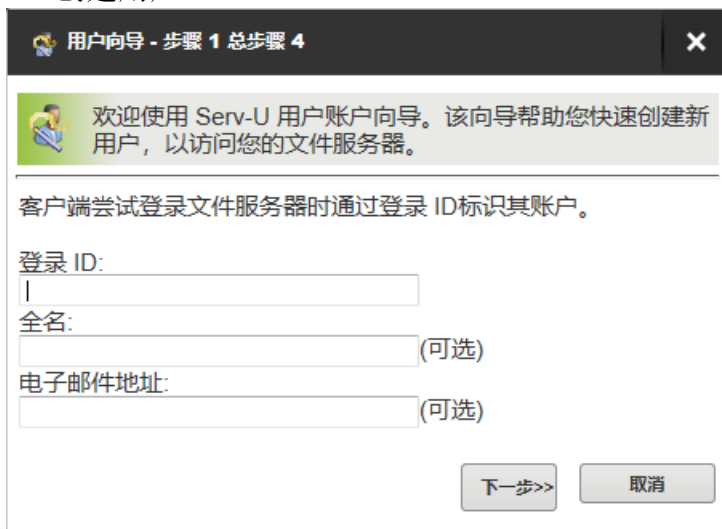 用户向导 - 步骤 1 总步骤 4
欢迎使用 Serv-U 用户账户向导。该向导帮助您快速创建新
用户，以访问您的文件服务器。
客户端尝试登录文件服务器时通过登录 ID标识其账户。
登录 ID:
全名:
(可选)
电子邮件地址:
(可选)
下一步>>
取消